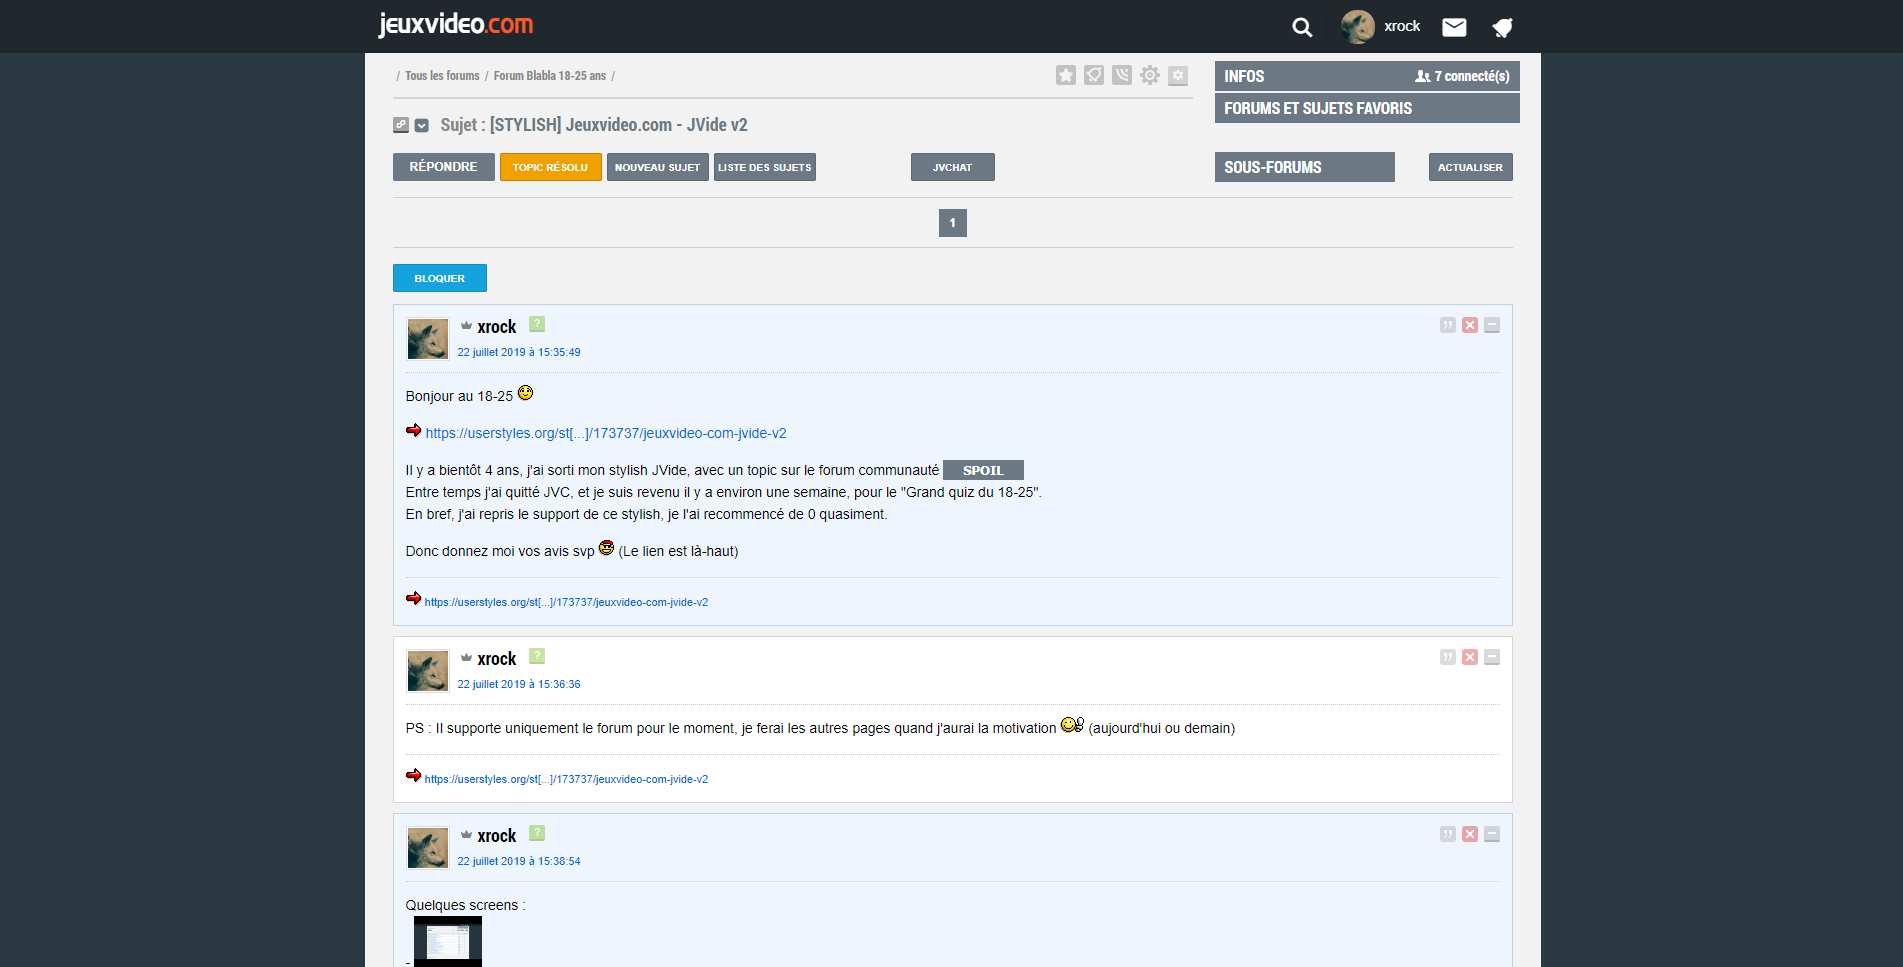 jeuxvideo.com
xrock
/ Tous les forums / Forum Blabla 18-25 ans /
INFOS 7 connecté(s)
FORUMS ET SUJETS FAVORIS
Sujet : [STYLISH] Jeuxvideo.com - JVide v2
RÉPONDRE TOPIC RÉSOLU NOUVEAU SUJET LISTE DES SUJETS JVCHAT SOUS-FORUMS ACTUALISER
1
BLOQUER
xrock ?
22 juillet 2019 à 15:35:49
Bonjour au 18-25
https://userstyles.org/st[...]/173737/jeuxvideo-com-jvide-v2
Il y a bientôt 4 ans, j'ai sorti mon stylish JVide, avec un topic sur le forum communauté SPOIL
Entre temps j'ai quitté JVC, et je suis revenu il y a environ une semaine, pour le "Grand quiz du 18-25".
En bref, j'ai repris le support de ce stylish, je l'ai recommencé de 0 quasiment.
Donc donnez moi vos avis svp (Le lien est là-haut)
https://userstyles.org/st[...]/173737/jeuxvideo-com-jvide-v2
xrock ?
22 juillet 2019 à 15:36:36
PS : Il supporte uniquement le forum pour le moment, je ferai les autres pages quand j'aurai la motivation (aujourd'hui ou demain)
https://userstyles.org/st[...]/173737/jeuxvideo-com-jvide-v2
xrock ?
22 juillet 2019 à 15:38:54
Quelques screens :
-